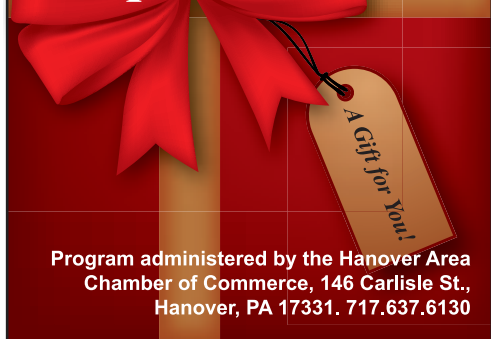 A Gift for You!
Program administered by the Hanover Area
Chamber of Commerce, 146 Carlisle St.,
Hanover, PA 17331. 717.637.6130